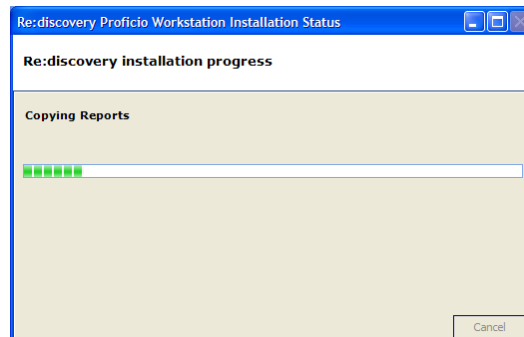 Re:discovery Proficio Workstation Installation Status
Re:discovery installation progress
Copying Reports
Cancel